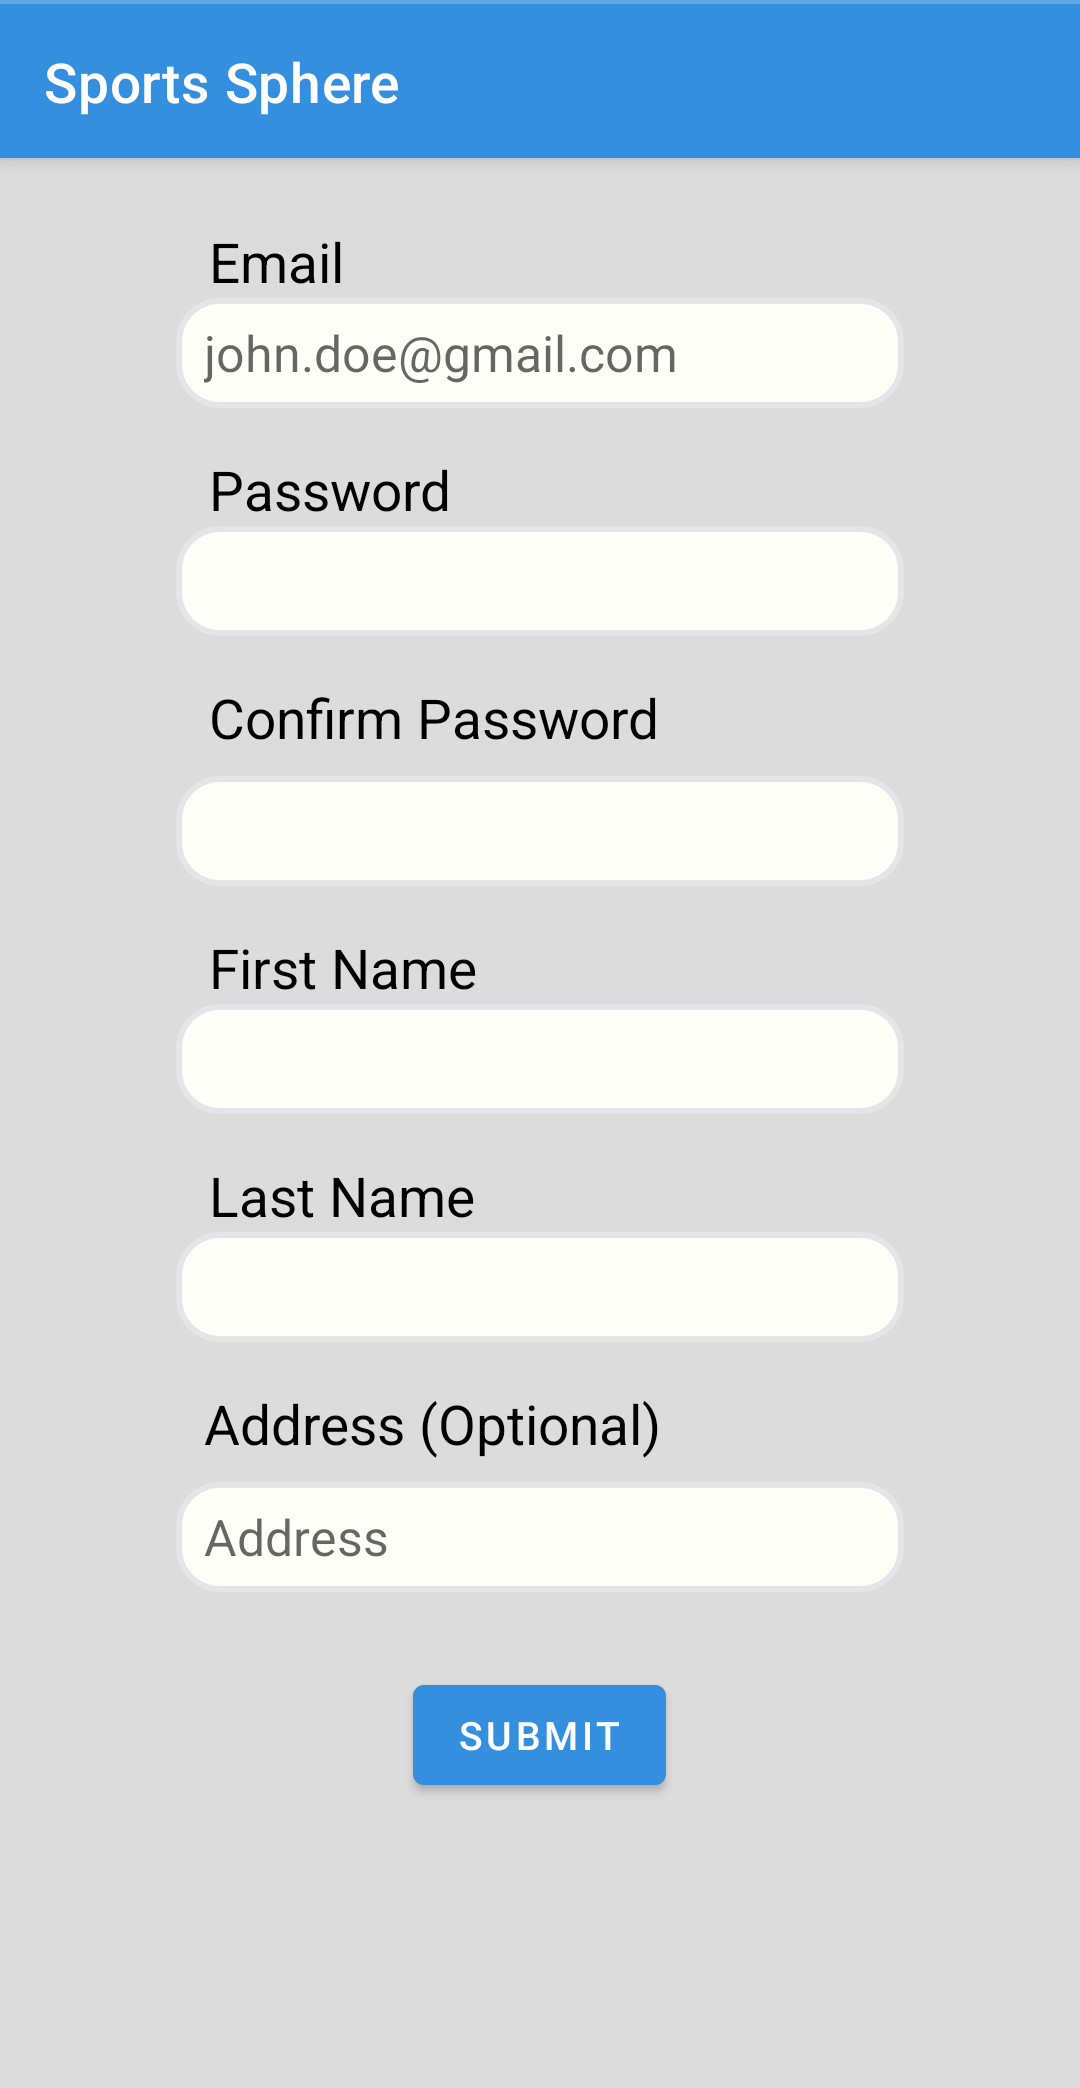 Sports Sphere
Email
john.doe@gmail.com
Password
Confirm Password
First Name
Last Name
Address (Optional)
Address
SUBMIT